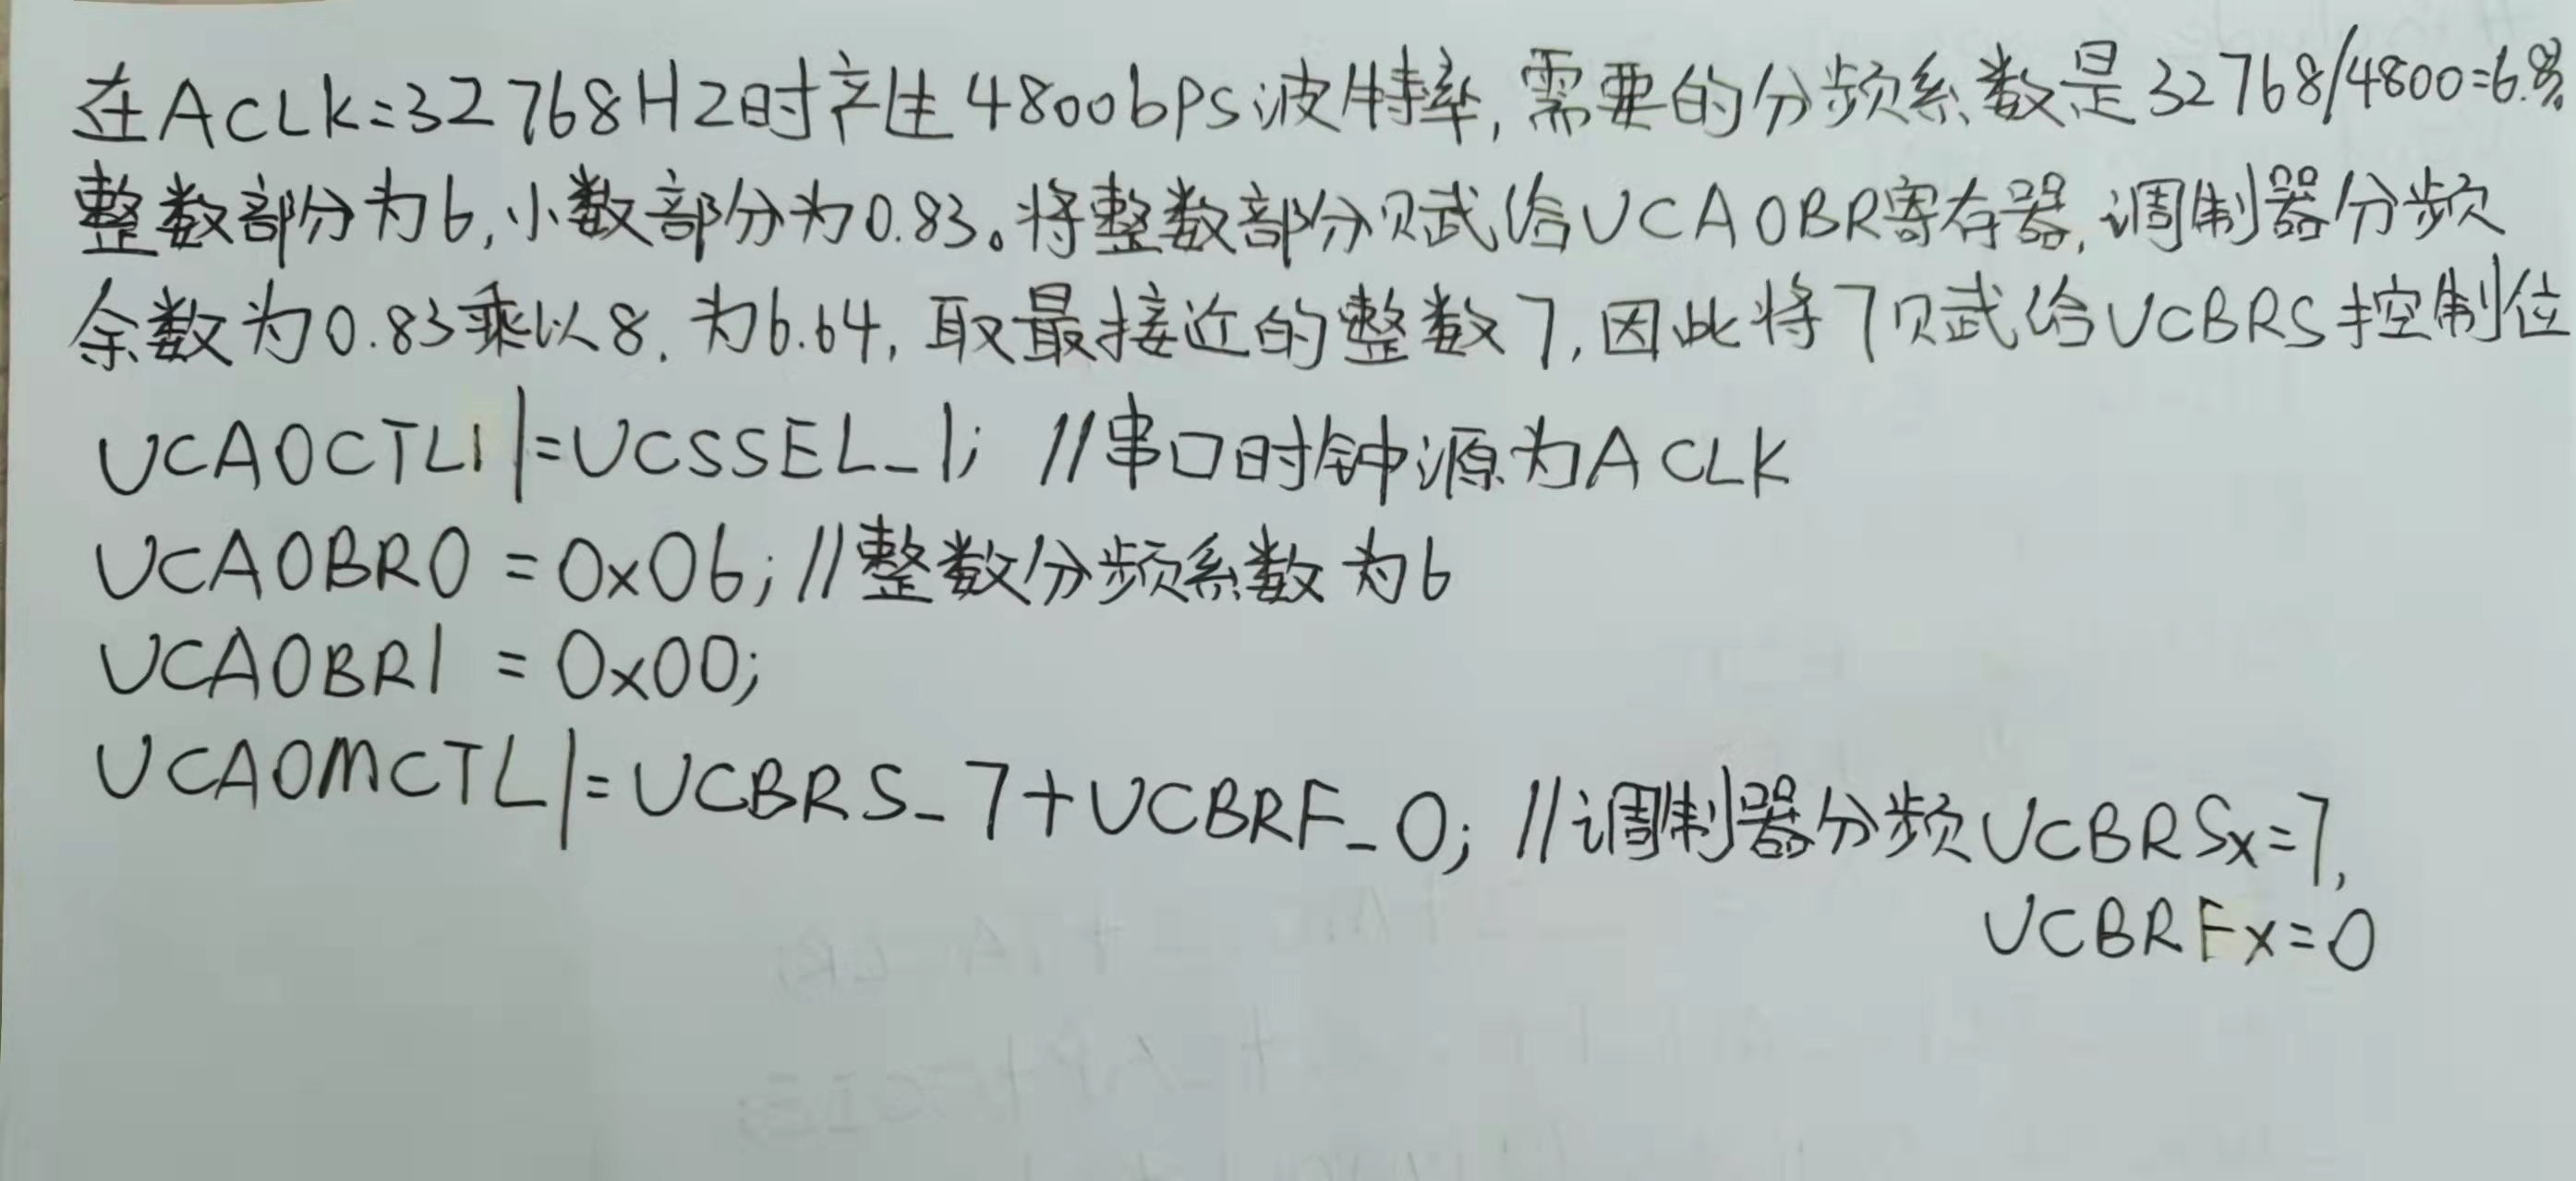 在ACLK=32768HZ时产生4800bps波特率,需要的分频系数是32768/4800=6.83,
整数部分为6,小数部分为0.83。将整数部分赋给UCA0BR寄存器,调制器分频
余数为0.83乘以8,为6.64,取最接近的整数7,因此将7赋给UCBRS控制位
UCA0CTL1|=UCSSEL_1; //串口时钟源为ACLK
UCA0BR0 = 0x06; //整数分频系数为6
UCA0BR1 = 0x00;
UCA0MCTL|=UCBRS_7+UCBRF_0; //调制器分频UCBRSx=7,
UCBRFx=0